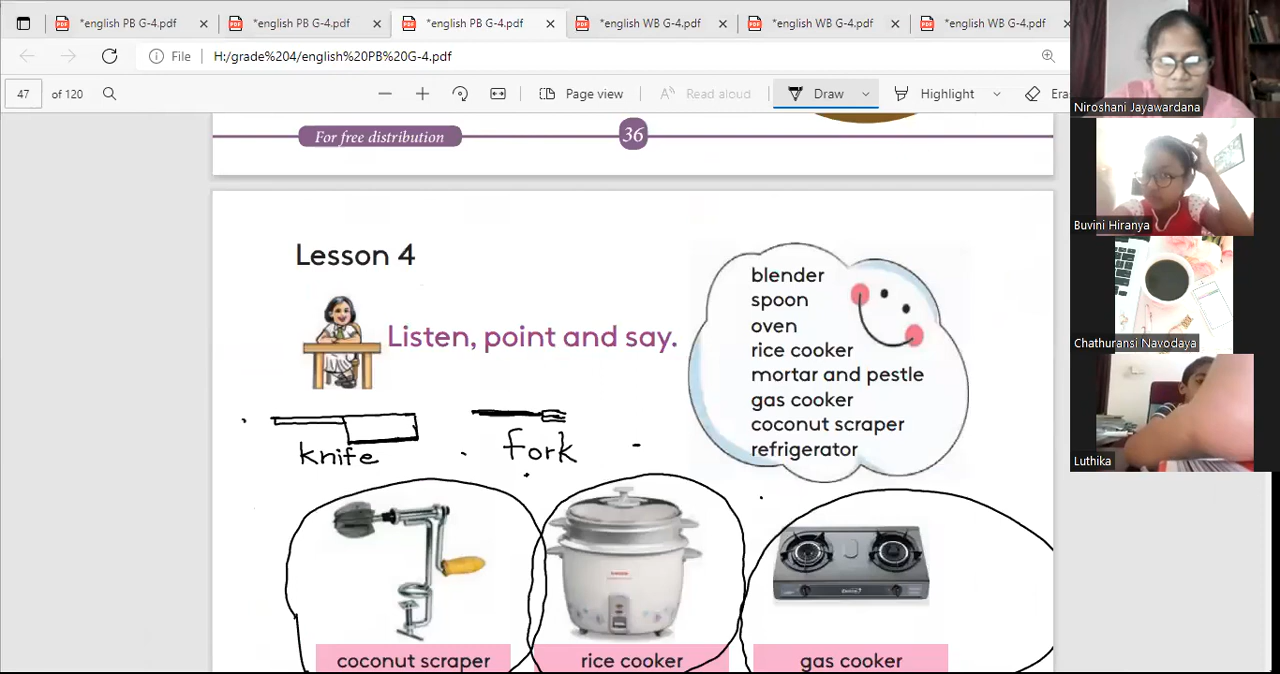 *english PB G-4.pdf
*english PB G-4.pdf
*english PB G-4.pdf
*english WB G-4.pdf
*english WB G-4.pdf
*english WB G-4.pdf
File
H:/grade%204/english%20PB%20G-4.pdf
47 of 120
Page view
Read aloud
Draw
Highlight
Era
For free distribution
36
Lesson 4
Listen, point and say.
blender
spoon
oven
rice cooker
mortar and pestle
gas cooker
coconut scraper
refrigerator
knife
fork
coconut scraper
rice cooker
gas cooker
Niroshani Jayawardana
Buvini Hiranya
Chathuransi Navodaya
Luthika